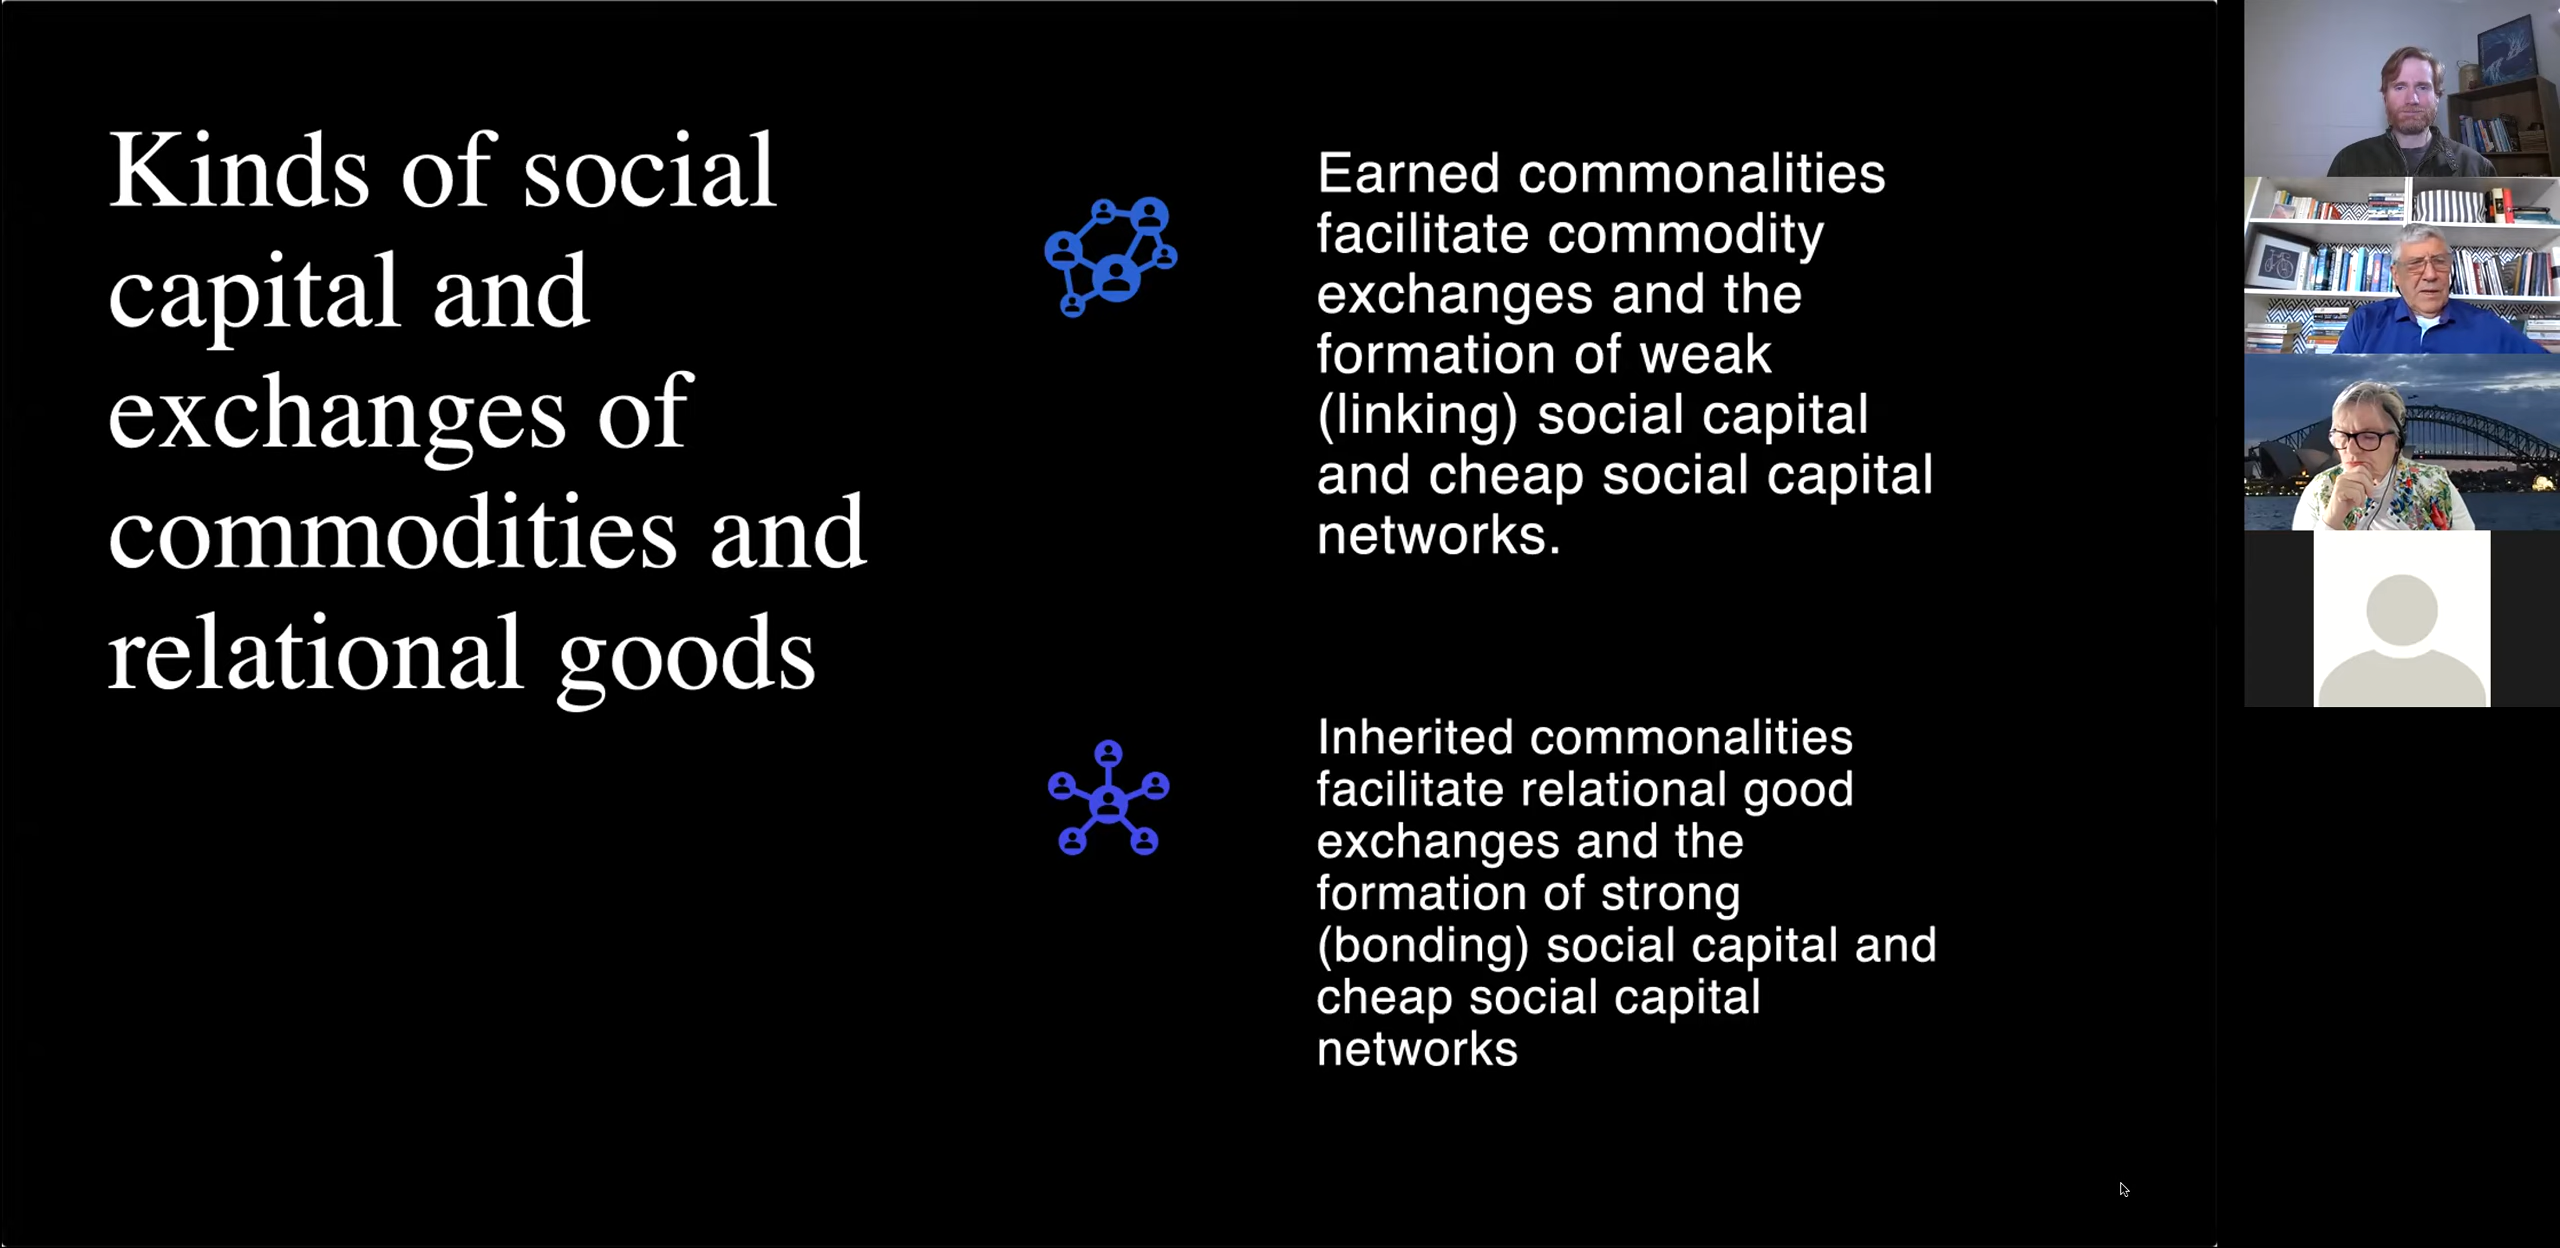 Kinds of social
capital and
exchanges of
commodities and
relational goods
Earned commonalities
facilitate commodity
exchanges and the
formation of weak
(linking) social capital
and cheap social capital
networks.
Inherited commonalities
facilitate relational good
exchanges and the
formation of strong
(bonding) social capital and
cheap social capital
networks